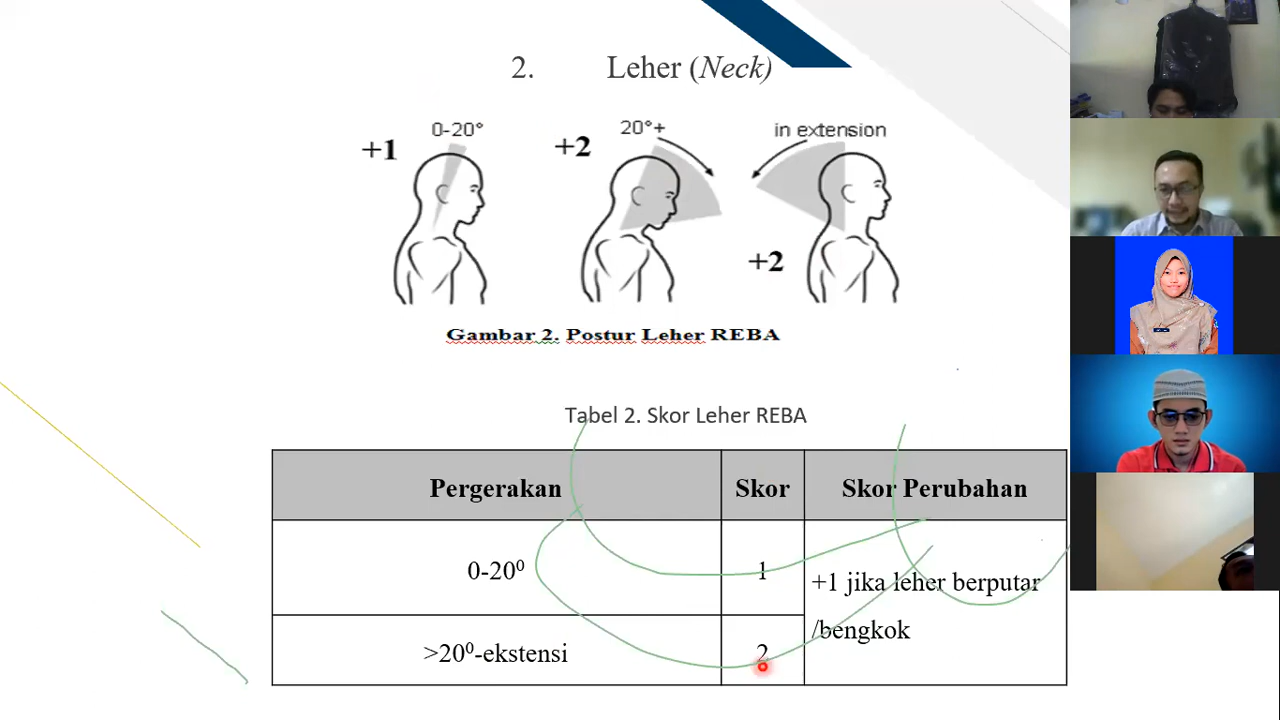 2. Leher (Neck)
+1 0-20°
+2 20°+
in extension
+2
Gambar 2. Postur Leher REBA
Tabel 2. Skor Leher REBA
Pergerakan Skor Skor Perubahan
0-20⁰ 1 +1 jika leher berputar
/bengkok
>20⁰-ekstensi 2